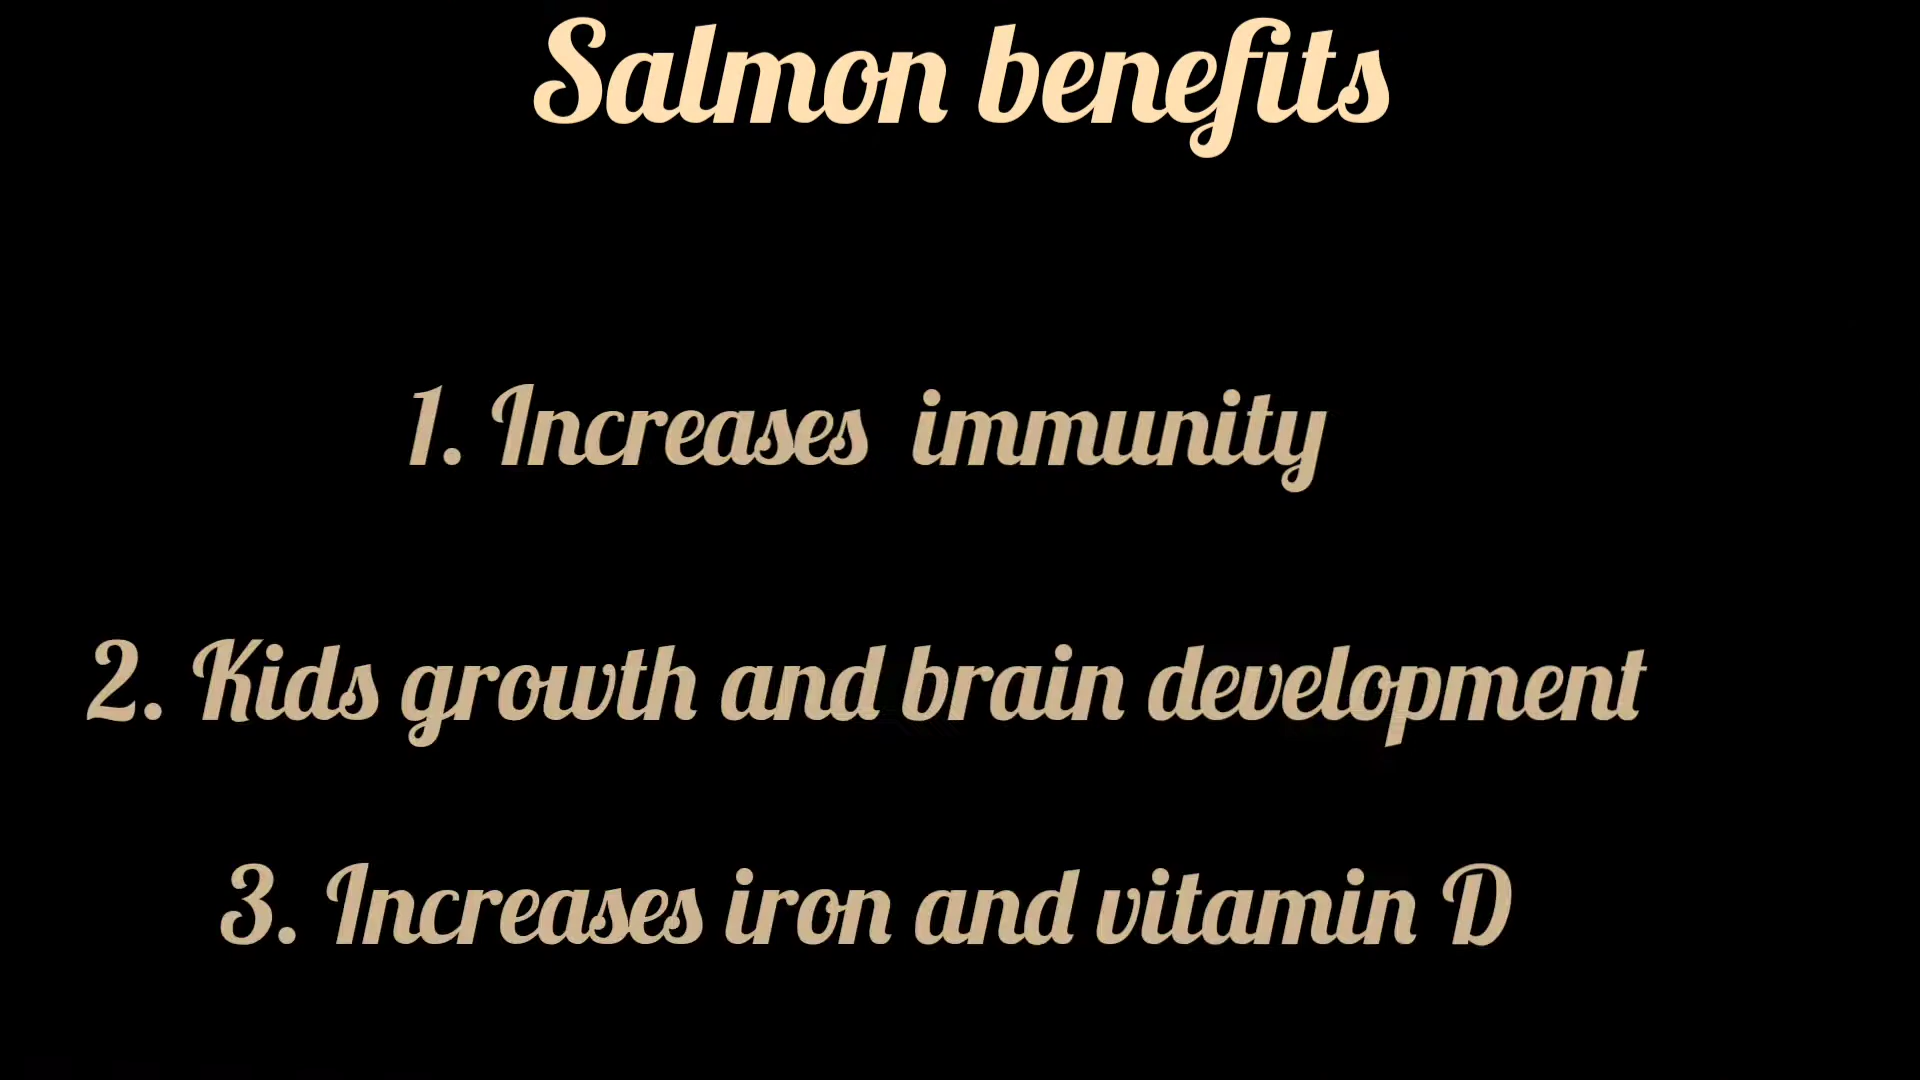 Salmon benefits
1. Increases immunity
2. Kids growth and brain development
3. Increases iron and vitamin D